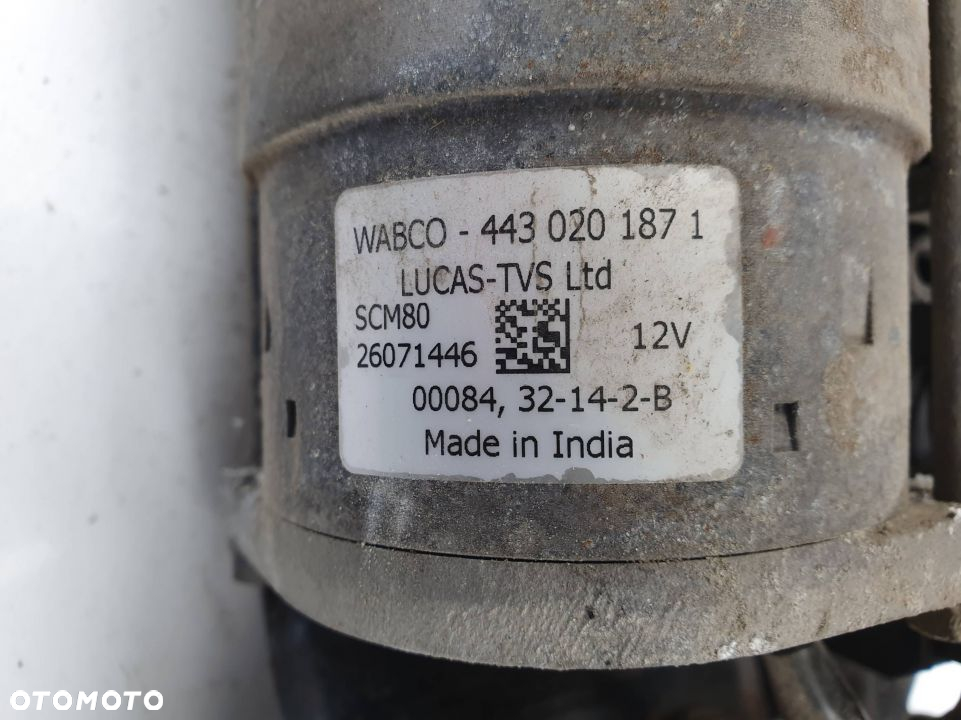 WABCO - 443 020 187 1
LUCAS-TVS Ltd
SCM80
12V
26071446
00084, 32-14-2-B
Made in India
OTOMOTO